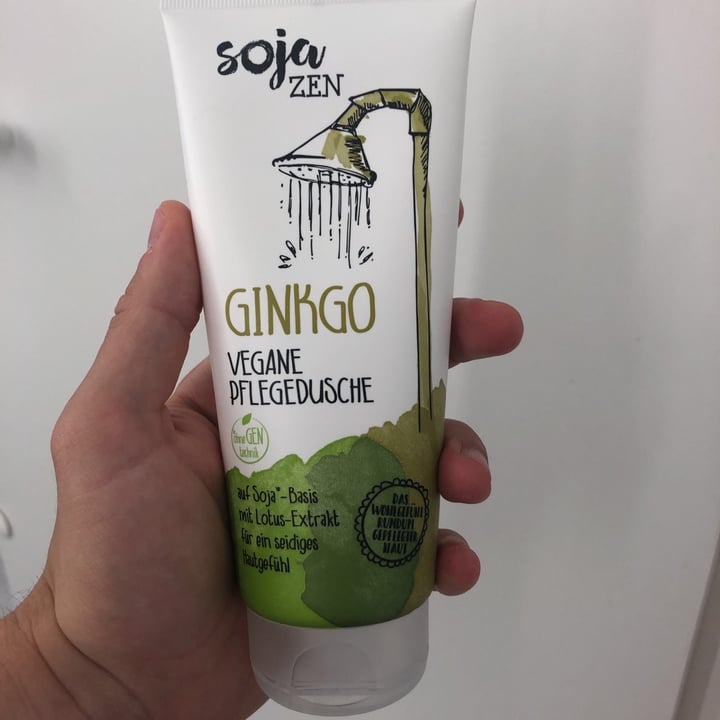 soja
ZEN
GINKGO
VEGANE
PFLEGEDUSCHE
*ohne
GEN
technik
auf Soja*-Basis
mit Lotus-Extrakt
für ein seidiges
Hautgefühl
DAS
WOHLGEFÜHL
RUNDUM
GEPFLEGTER
HAUT